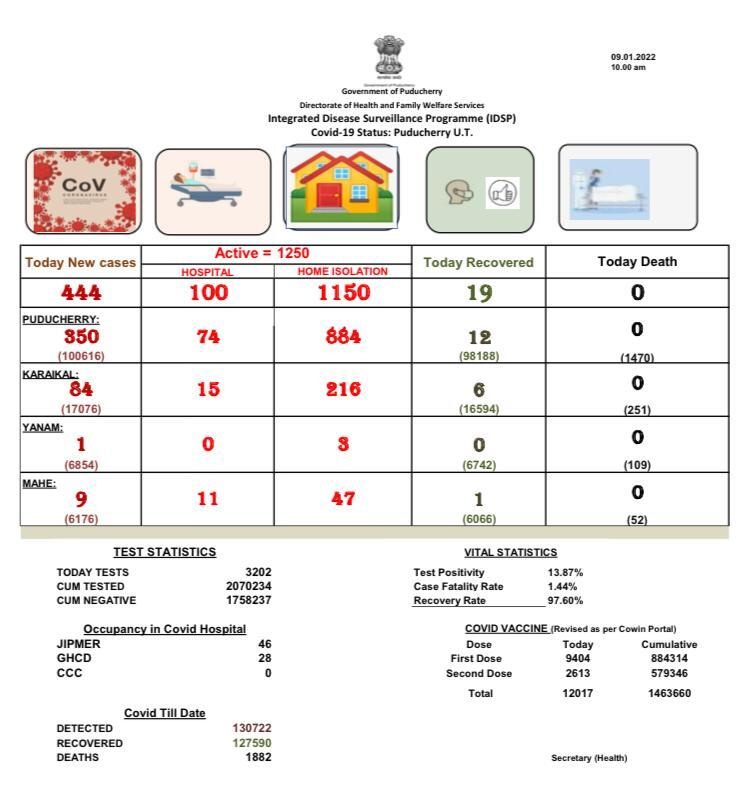 09.01.2022
10.00 am
Government of Puducherry
Directorate of Health and Family Welfare Services
Integrated Disease Surveillance Programme (IDSP)
Covid-19 Status: Puducherry U.T.
CoV
CORONAVIRUS
Today New cases Active = 1250 Today Recovered Today Death
HOSPITAL HOME ISOLATION
444 100 1150 19 0
PUDUCHERRY:
350 74 884 12 0
(100616) (98188) (1470)
KARAIKAL:
84 15 216 6 0
(17076) (16594) (251)
YANAM:
1 0 3 0 0
(6854) (6742) (109)
MAHE:
9 11 47 1 0
(6176) (6066) (52)
TEST STATISTICS
TODAY TESTS 3202
CUM TESTED 2070234
CUM NEGATIVE 1758237
VITAL STATISTICS
Test Positivity 13.87%
Case Fatality Rate 1.44%
Recovery Rate 97.60%
Occupancy in Covid Hospital
JIPMER 46
GHCD 28
CCC 0
COVID VACCINE (Revised as per Cowin Portal)
Dose Today Cumulative
First Dose 9404 884314
Second Dose 2613 579346
Total 12017 1463660
Covid Till Date
DETECTED 130722
RECOVERED 127590
DEATHS 1882
Secretary (Health)